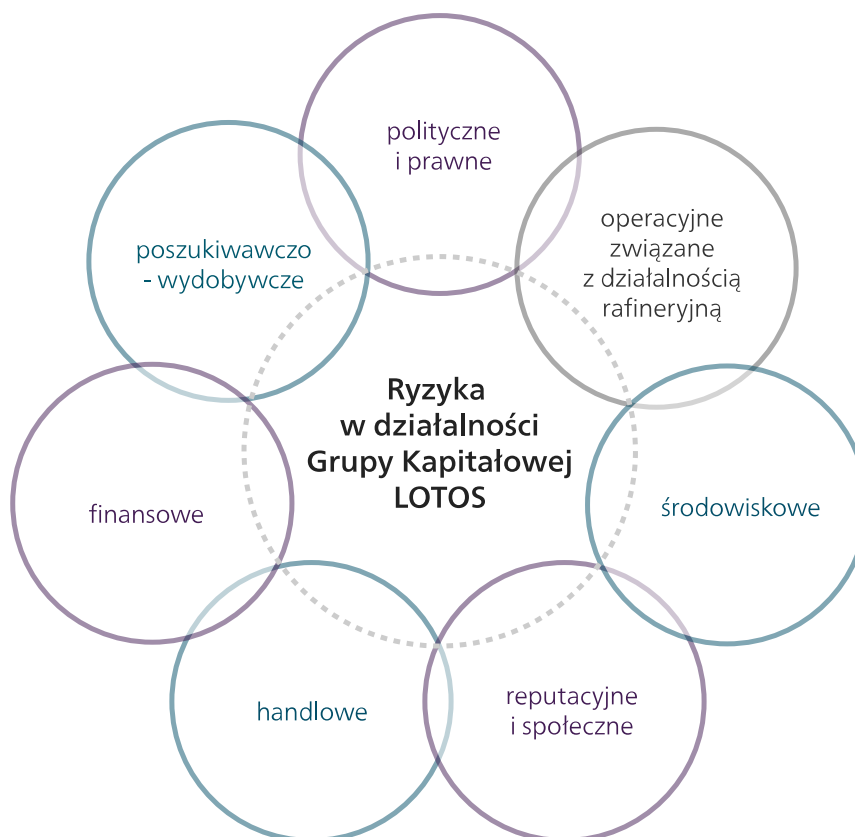 polityczne
i prawne
operacyjne
związane
z działalnością
rafineryjną
poszukiwawczo
- wydobywcze
Ryzyka
w działalności
Grupy Kapitałowej
LOTOS
finansowe
środowiskowe
handlowe
reputacyjne
i społeczne